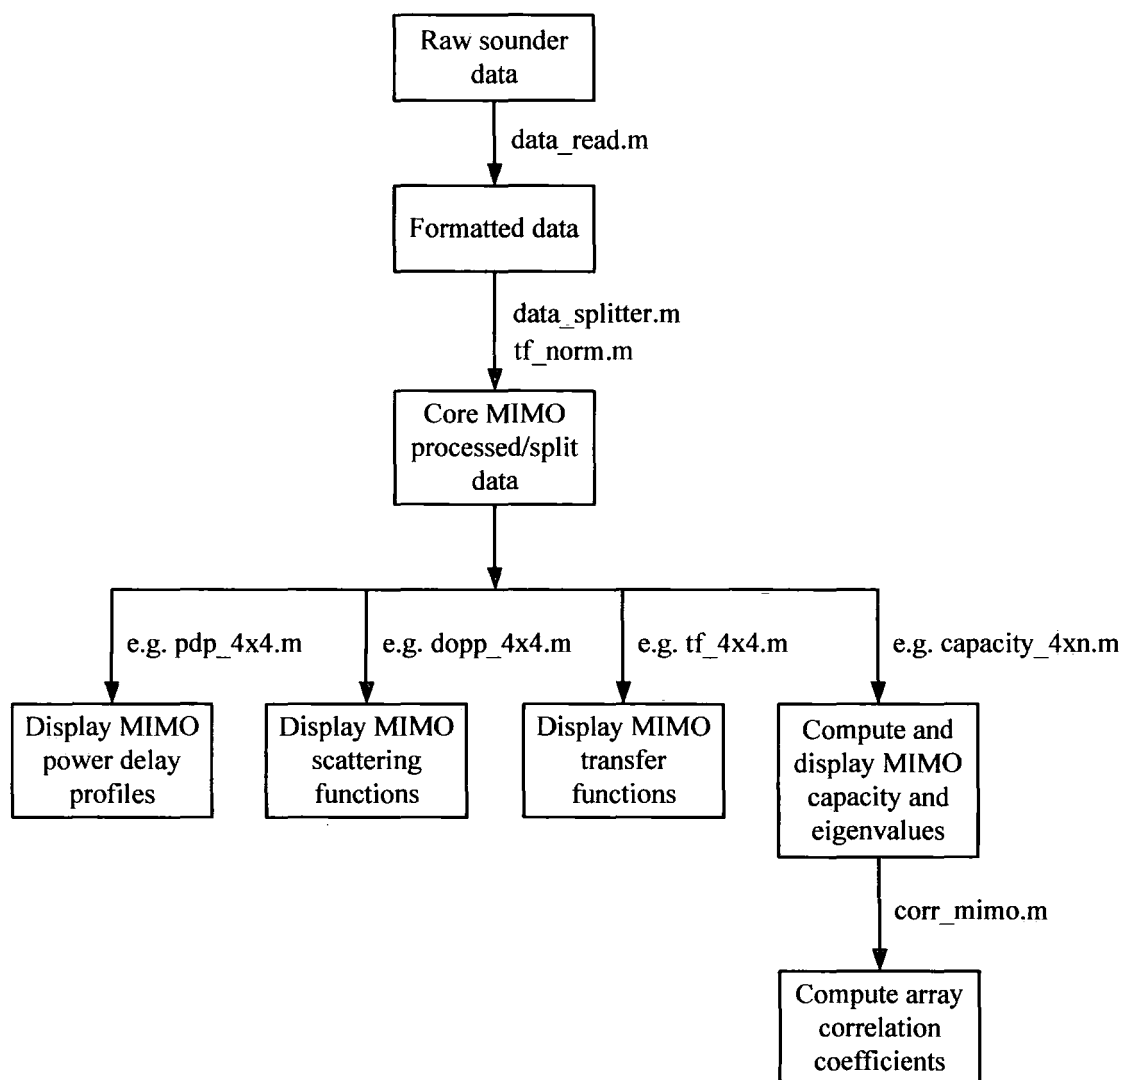 Raw sounder
data
data_read.m
Formatted data
data_splitter.m
tf_norm.m
Core MIMO
processed/split
data
e.g. pdp_4x4.m
e.g. dopp_4x4.m
e.g. tf_4x4.m
e.g. capacity_4xn.m
Display MIMO
power delay
profiles
Display MIMO
scattering
functions
Display MIMO
transfer
functions
Compute and
display MIMO
capacity and
eigenvalues
corr_mimo.m
Compute array
correlation
coefficients